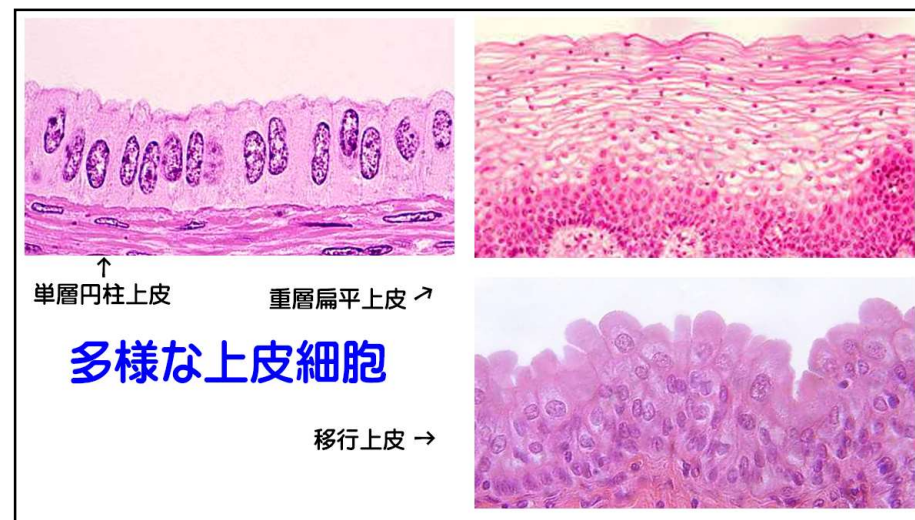 ↑
単層円柱上皮
重層扁平上皮 ↗
多様な上皮細胞
移行上皮 →